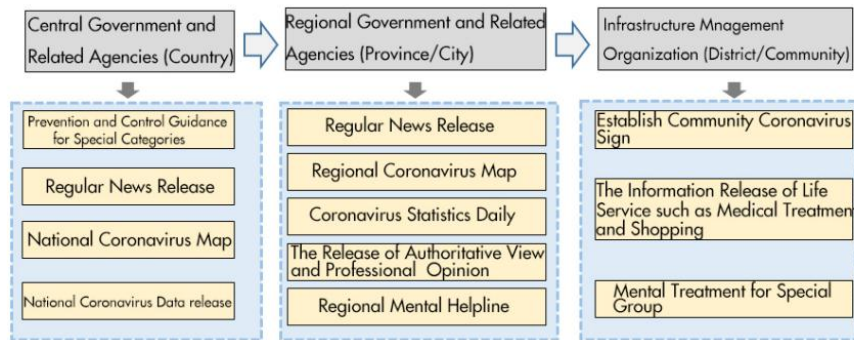 Central Government and
Related Agencies (Country)
Prevention and Control Guidance
for Special Categories
Regular News Release
National Coronavirus Map
National Coronavirus Data release
Regional Government and Related
Agencies (Province/City)
Regular News Release
Regional Coronavirus Map
Coronavirus Statistics Daily
The Release of Authoritative View
and Professional Opinion
Regional Mental Helpline
Infrastructure Mnagement
Organization (District/Community)
Establish Community Coronavirus
Sign
The Information Release of Life
Service such as Medical Treatment
and Shopping
Mental Treatment for Special
Group